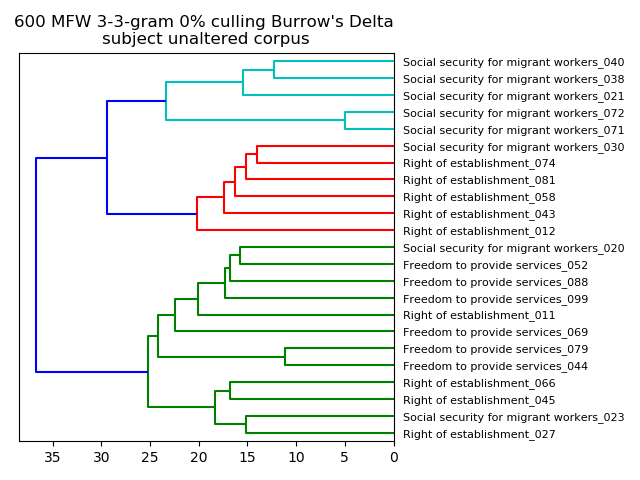 600 MFW 3-3-gram 0% culling Burrow's Delta
subject unaltered corpus
Social security for migrant workers_040
Social security for migrant workers_038
Social security for migrant workers_021
Social security for migrant workers_072
Social security for migrant workers_071
Social security for migrant workers_030
Right of establishment_074
Right of establishment_081
Right of establishment_058
Right of establishment_043
Right of establishment_012
Social security for migrant workers_020
Freedom to provide services_052
Freedom to provide services_088
Freedom to provide services_099
Right of establishment_011
Freedom to provide services_069
Freedom to provide services_079
Freedom to provide services_044
Right of establishment_066
Right of establishment_045
Social security for migrant workers_023
Right of establishment_027
35 30 25 20 15 10 5 0